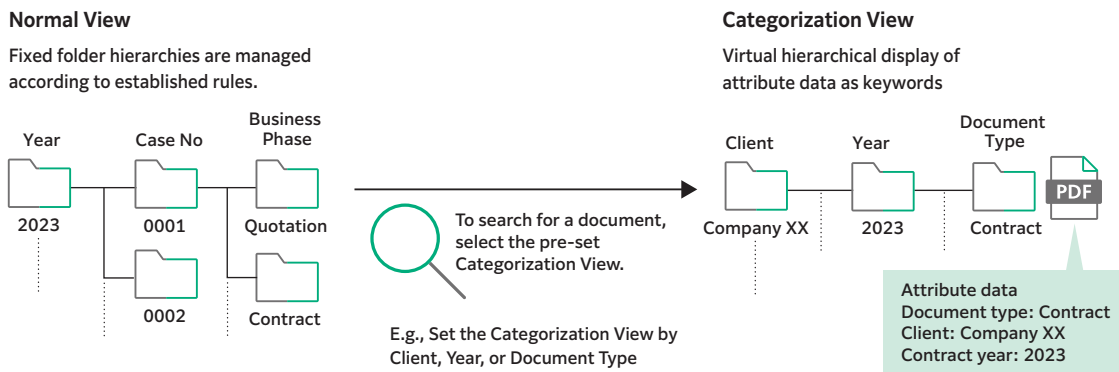 Normal View
Fixed folder hierarchies are managed
according to established rules.
Year
2023
Case No
0001
0002
Business
Phase
Quotation
Contract
To search for a document,
select the pre-set
Categorization View.
E.g., Set the Categorization View by
Client, Year, or Document Type
Categorization View
Virtual hierarchical display of
attribute data as keywords
Client
Company XX
Year
2023
Document
Type
Contract
PDF
Attribute data
Document type: Contract
Client: Company XX
Contract year: 2023